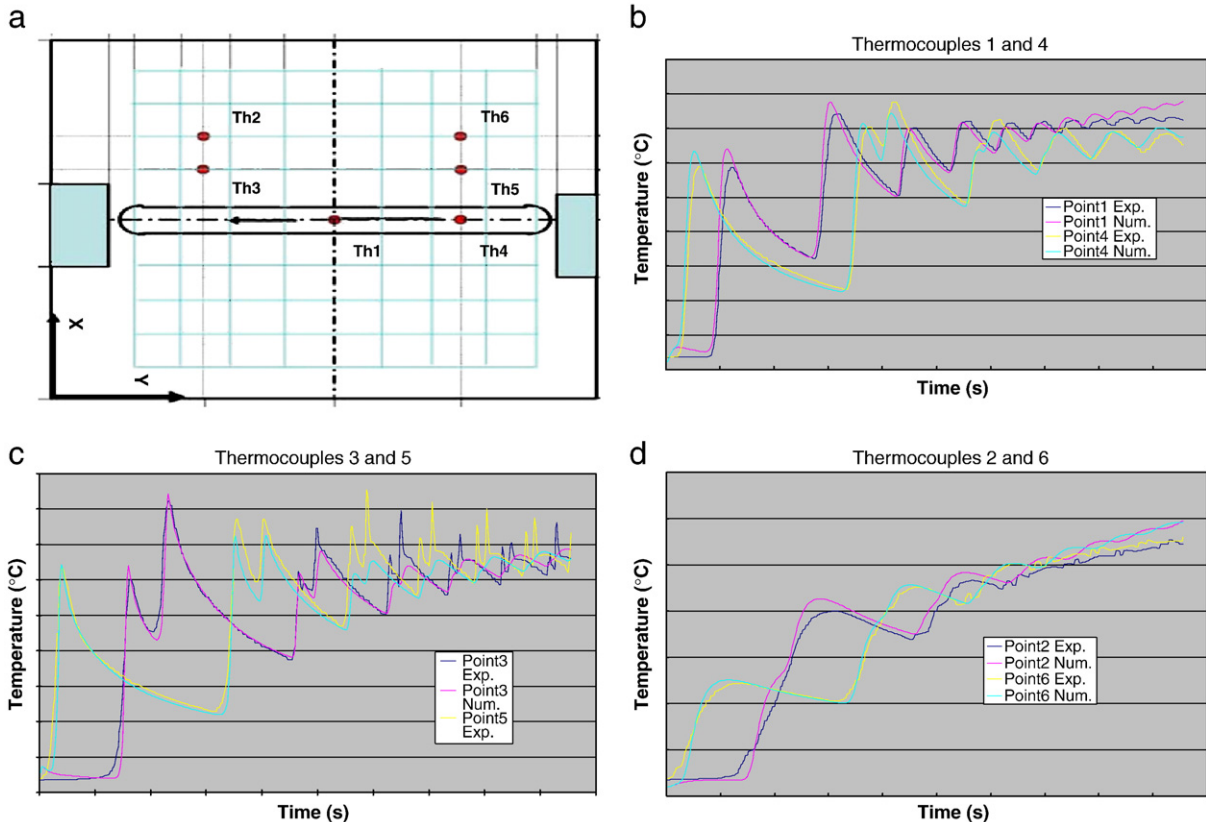 a
Th2
Th6
Th3
Th5
Th1
Th4
X
Y
b
Thermocouples 1 and 4
Temperature (°C)
Point1 Exp.
Point1 Num.
Point4 Exp.
Point4 Num.
Time (s)
c
Thermocouples 3 and 5
Temperature (°C)
Point3
Exp.
Point3
Num.
Point5
Exp.
Time (s)
d
Thermocouples 2 and 6
Temperature (°C)
Point2 Exp.
Point2 Num.
Point6 Exp.
Point6 Num.
Time (s)